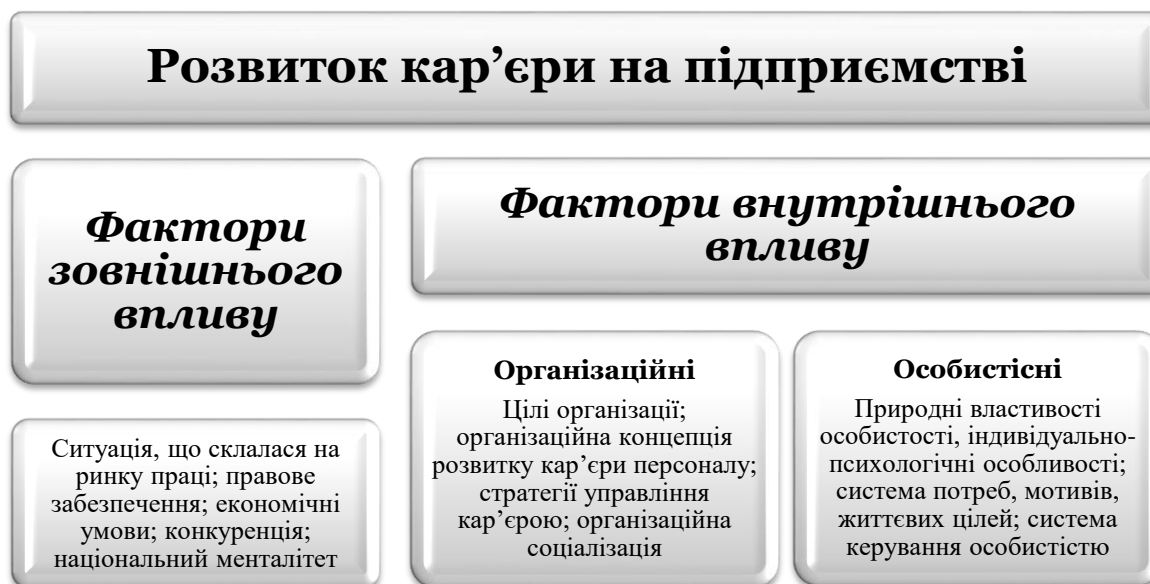 Розвиток кар’єри на підприємстві
Фактори
зовнішнього
впливу
Ситуація, що склалася на
ринку праці; правове
забезпечення; економічні
умови; конкуренція;
національний менталітет
Фактори внутрішнього
впливу
Організаційні
Цілі організації;
організаційна концепція
розвитку кар’єри персоналу;
стратегії управління
кар’єрою; організаційна
соціалізація
Особистісні
Природні властивості
особистості, індивідуально-
психологічні особливості;
система потреб, мотивів,
життєвих цілей; система
керування особистістю